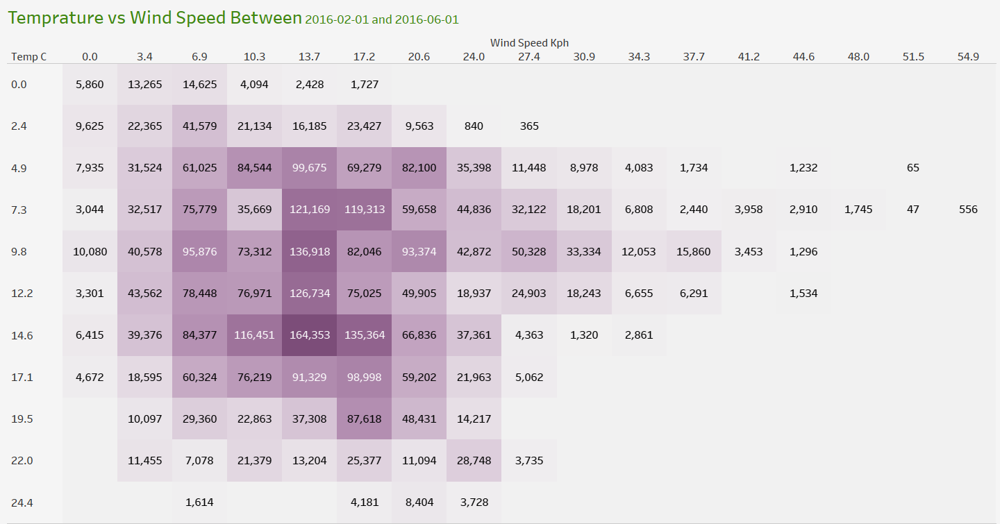 Temprature vs Wind Speed Between 2016-02-01 and 2016-06-01
Wind Speed Kph
Temp C 0.0 3.4 6.9 10.3 13.7 17.2 20.6 24.0 27.4 30.9 34.3 37.7 41.2 44.6 48.0 51.5 54.9
0.0 5,860 13,265 14,625 4,094 2,428 1,727
2.4 9,625 22,365 41,579 21,134 16,185 23,427 9,563 840 365
4.9 7,935 31,524 61,025 84,544 99,675 69,279 82,100 35,398 11,448 8,978 4,083 1,734 1,232 65
7.3 3,044 32,517 75,779 35,669 121,169 119,313 59,658 44,836 32,122 18,201 6,808 2,440 3,958 2,910 1,745 47 556
9.8 10,080 40,578 95,876 73,312 136,918 82,046 93,374 42,872 50,328 33,334 12,053 15,860 3,453 1,296
12.2 3,301 43,562 78,448 76,971 126,734 75,025 49,905 18,937 24,903 18,243 6,655 6,291 1,534
14.6 6,415 39,376 84,377 116,451 164,353 135,364 66,836 37,361 4,363 1,320 2,861
17.1 4,672 18,595 60,324 76,219 91,329 98,998 59,202 21,963 5,062
19.5 10,097 29,360 22,863 37,308 87,618 48,431 14,217
22.0 11,455 7,078 21,379 13,204 25,377 11,094 28,748 3,735
24.4 1,614 4,181 8,404 3,728